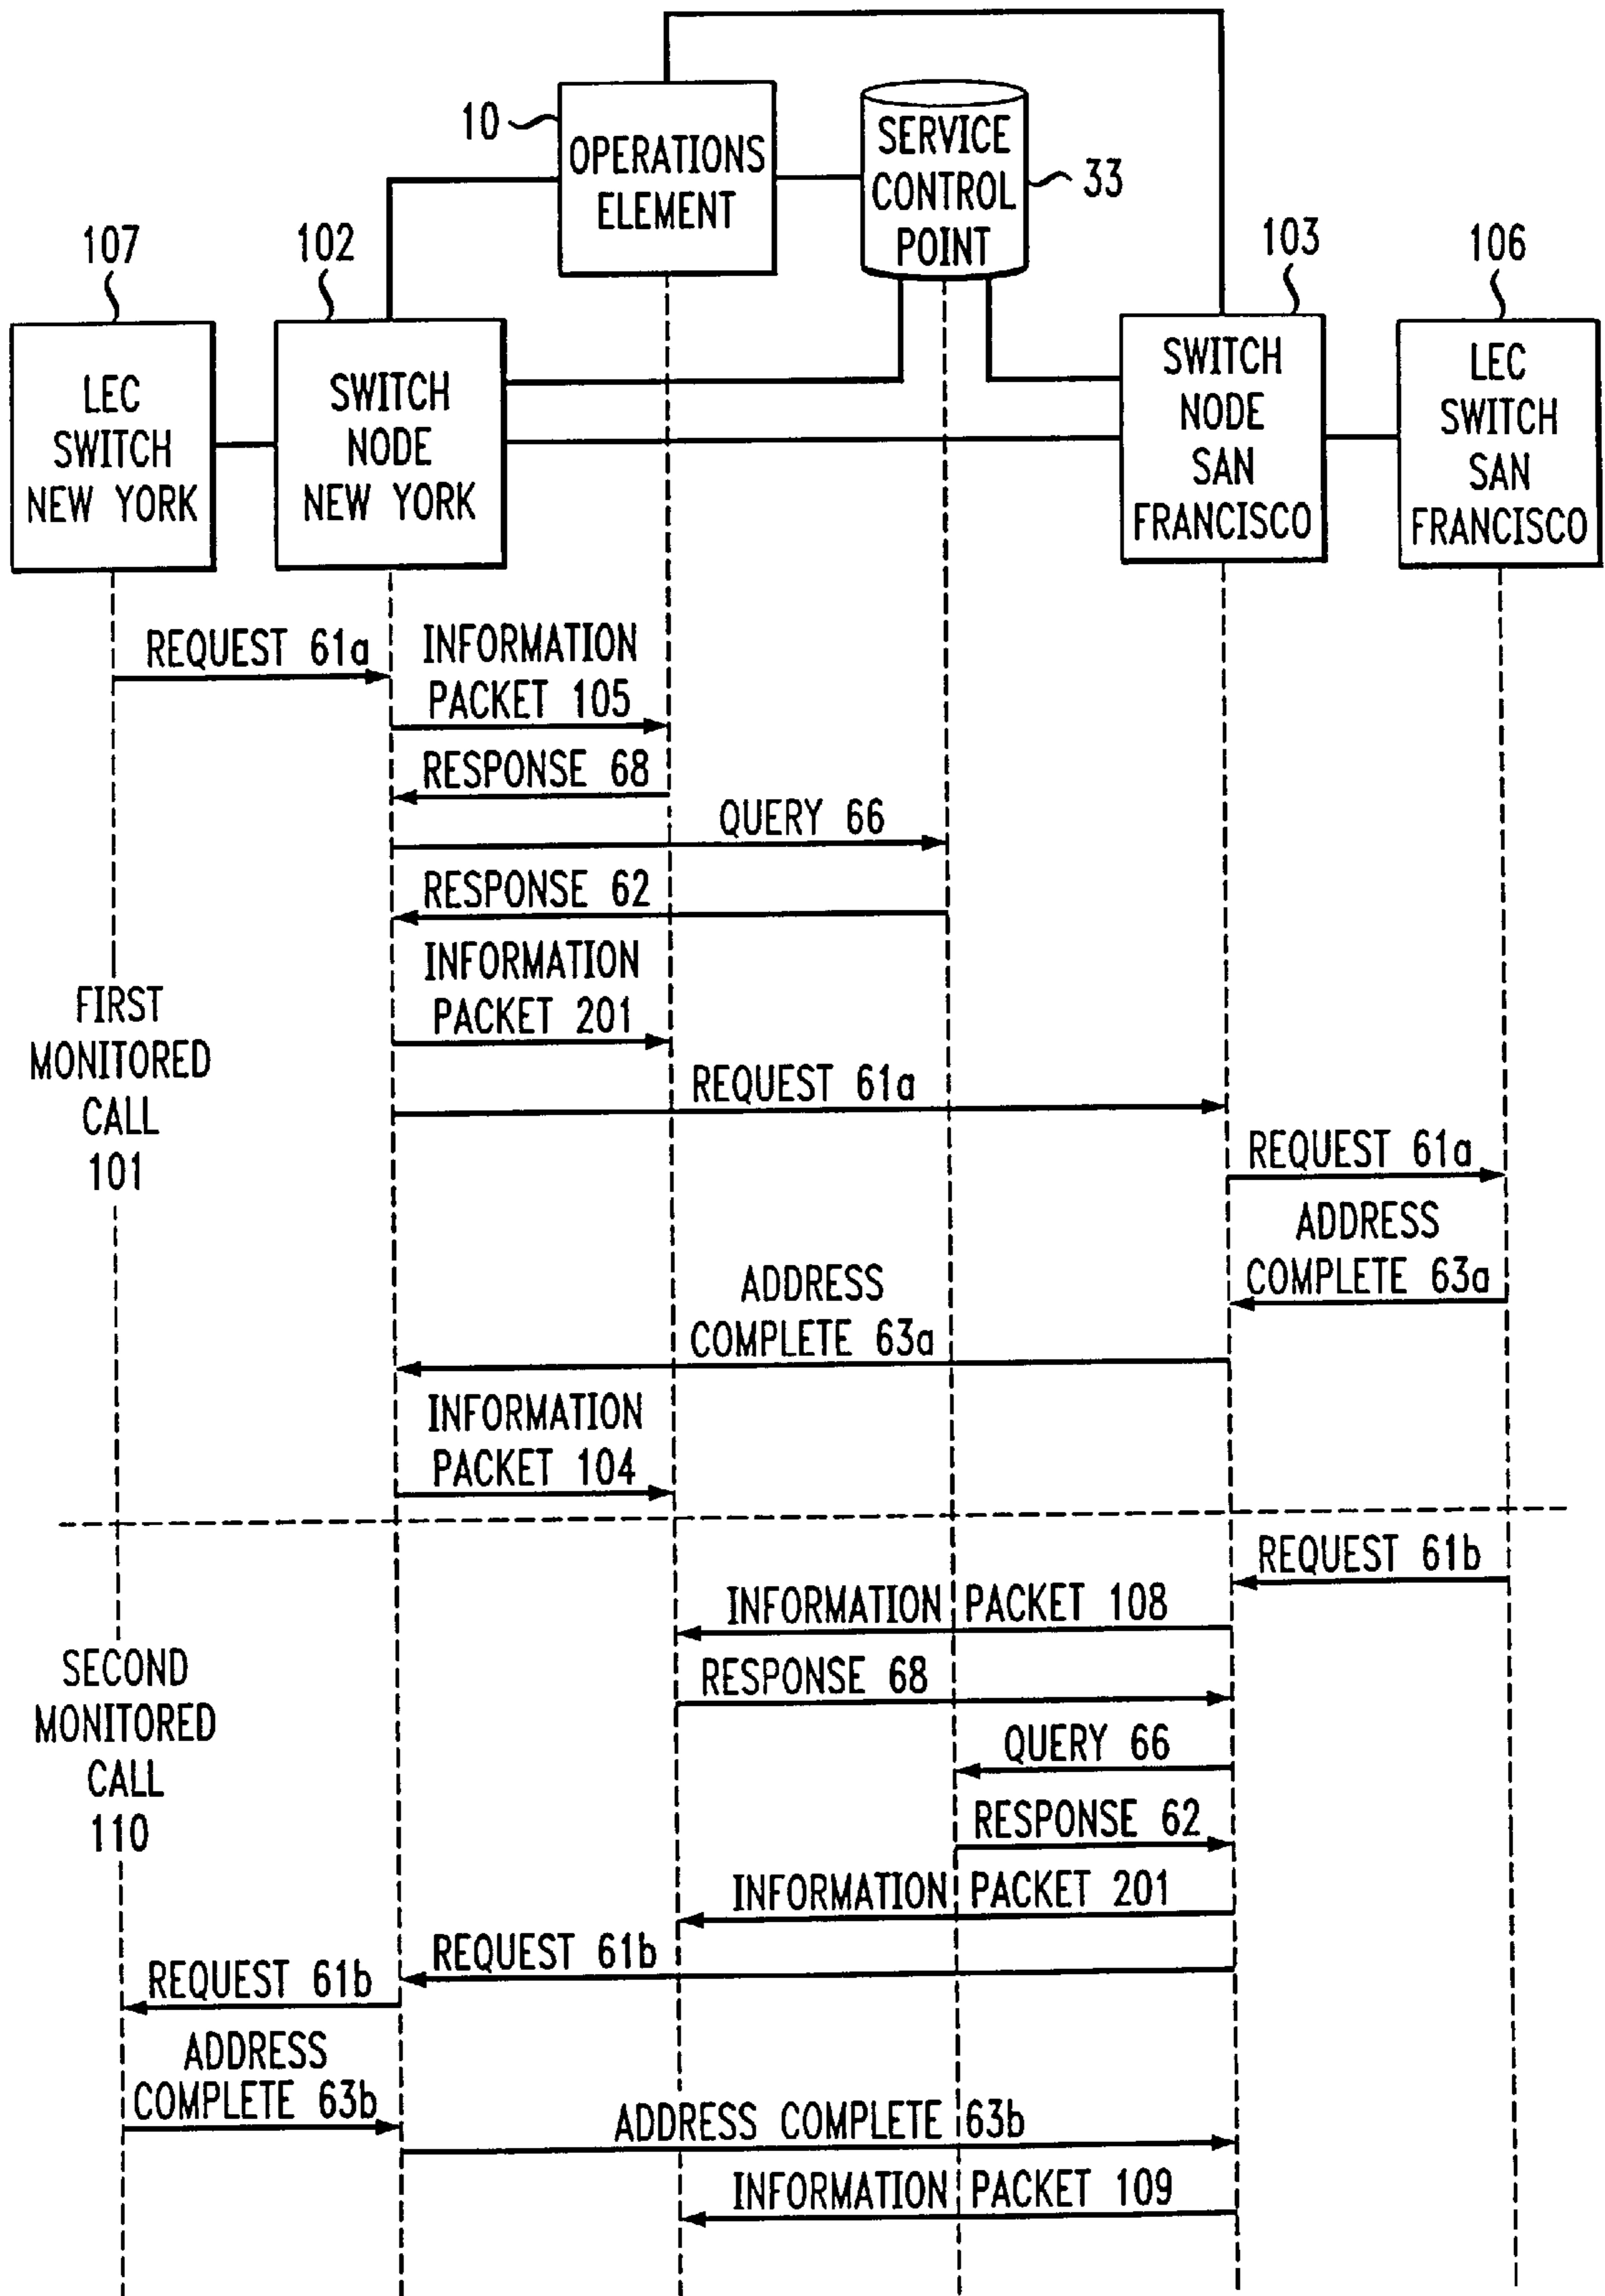 10
OPERATIONS
ELEMENT
SERVICE
CONTROL
POINT
33
107
102
103
106
LEC
SWITCH
NEW YORK
SWITCH
NODE
NEW YORK
SWITCH
NODE
SAN
FRANCISCO
LEC
SWITCH
SAN
FRANCISCO
REQUEST 61a
INFORMATION
PACKET 105
RESPONSE 68
QUERY 66
RESPONSE 62
INFORMATION
PACKET 201
FIRST
MONITORED
CALL
101
REQUEST 61a
REQUEST 61a
ADDRESS
COMPLETE 63a
ADDRESS
COMPLETE 63a
INFORMATION
PACKET 104
REQUEST 61b
INFORMATION PACKET 108
SECOND
MONITORED
CALL
110
RESPONSE 68
QUERY 66
RESPONSE 62
INFORMATION PACKET 201
REQUEST 61b
REQUEST 61b
ADDRESS
COMPLETE 63b
ADDRESS COMPLETE 63b
INFORMATION PACKET 109